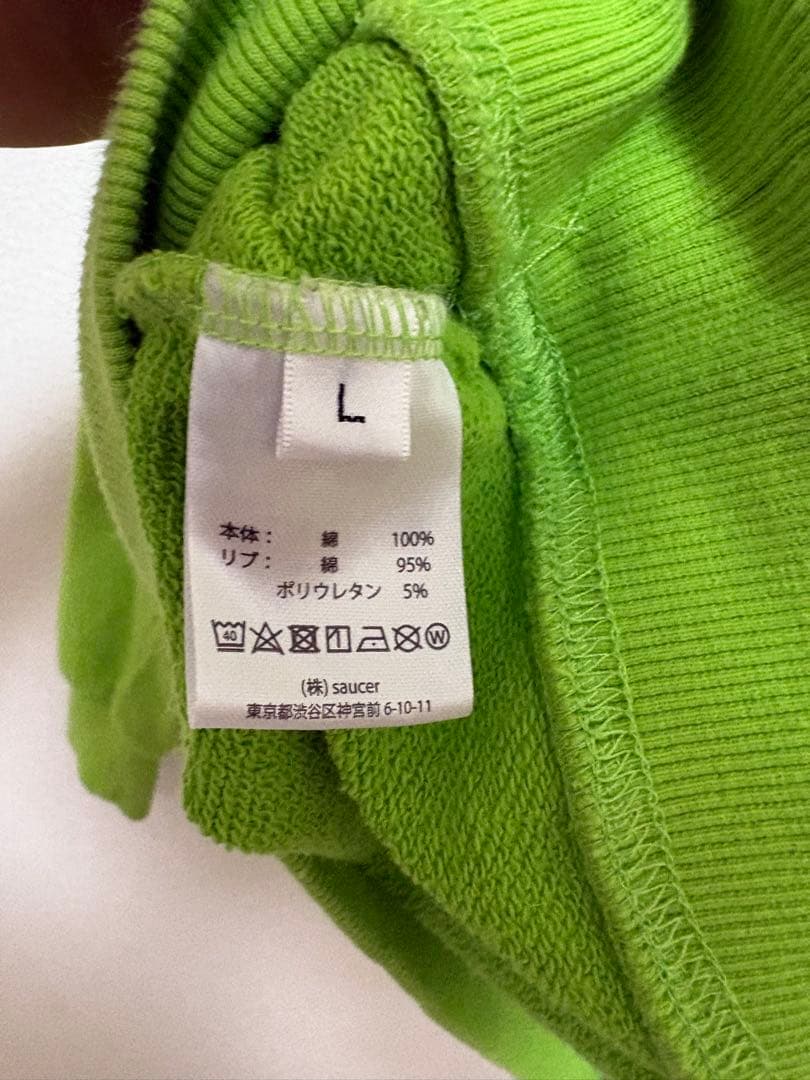 L
本体： 綿 100%
リブ： 綿 95%
ポリウレタン 5%
40 W
(株) saucer
東京都渋谷区神宮前 6-10-11